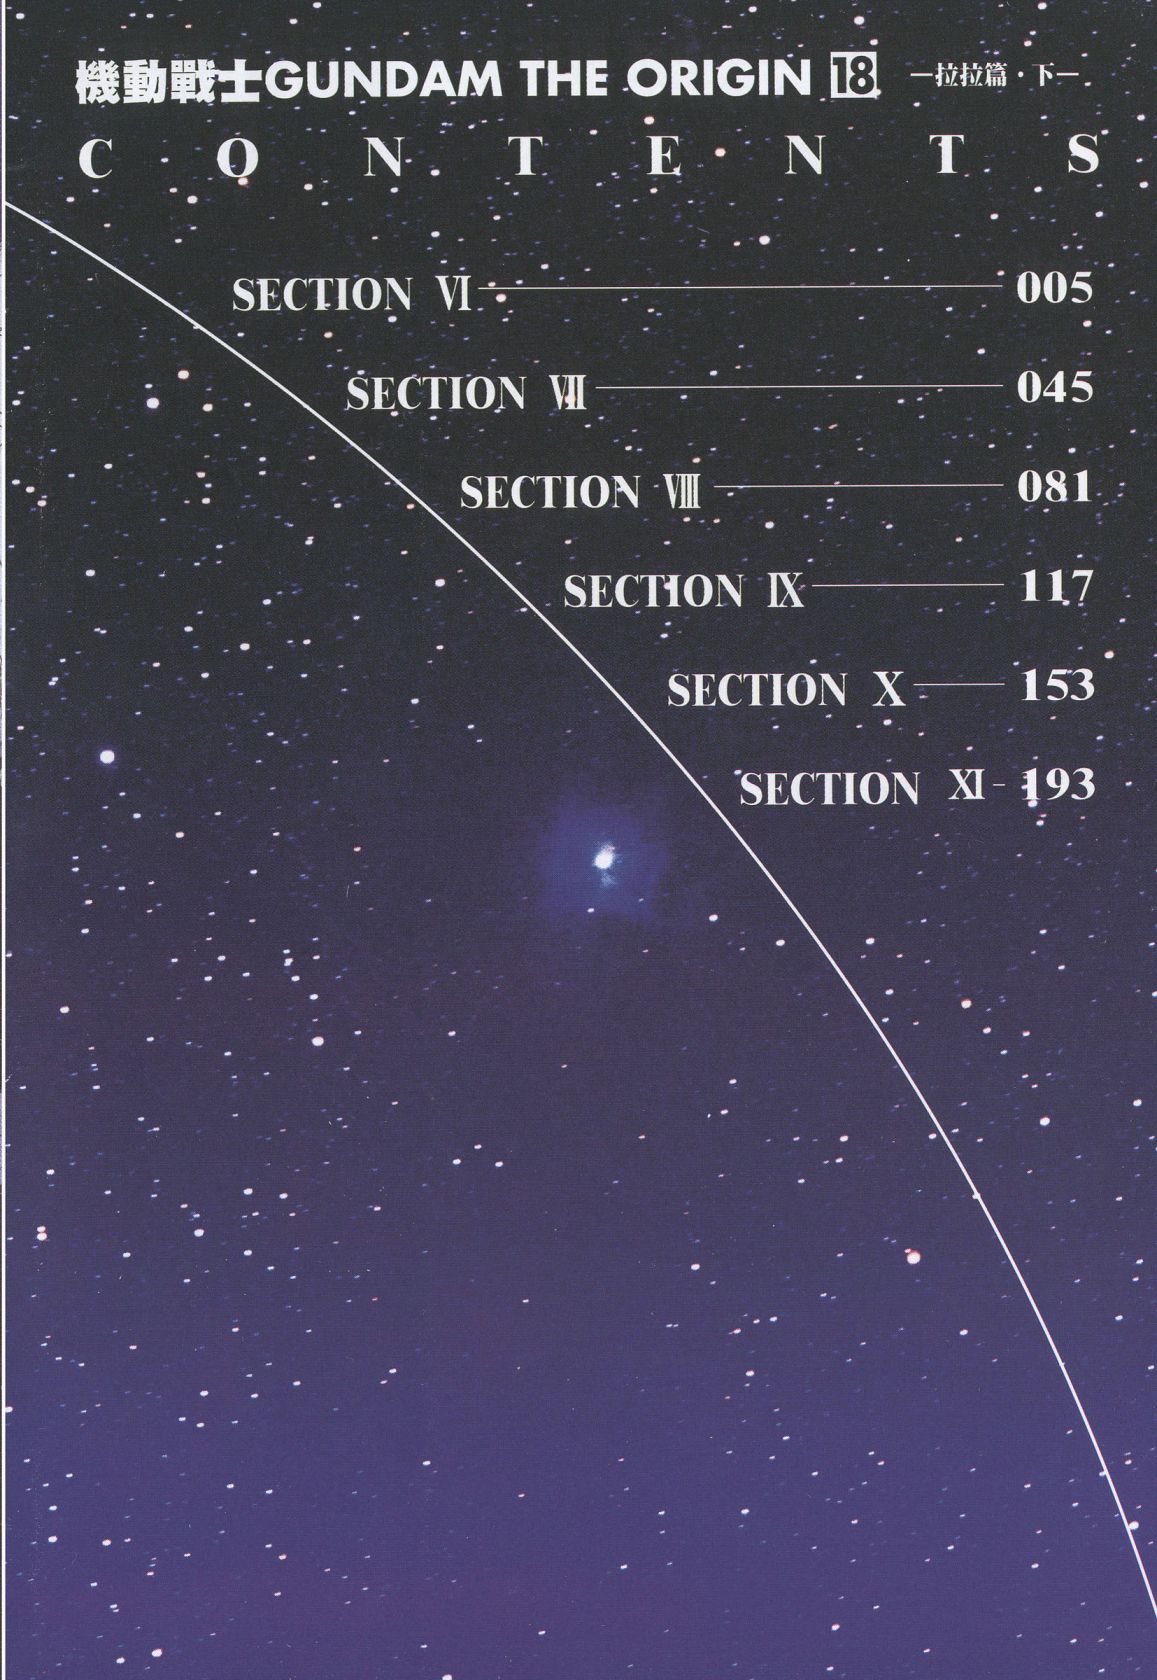 機動戰士GUNDAM THE ORIGIN 18 —拉拉篇・下—
CONTENTS
SECTION Ⅵ 005
SECTION Ⅶ 045
SECTION Ⅷ 081
SECTION Ⅸ 117
SECTION Ⅹ 153
SECTION Ⅺ 193